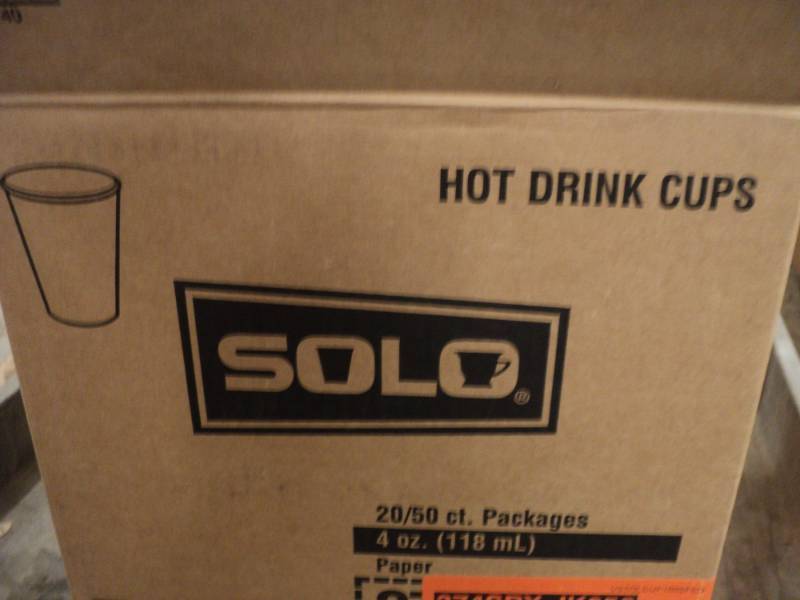 HOT DRINK CUPS
SOLO®
20/50 ct. Packages
4 oz. (118 mL)
Paper